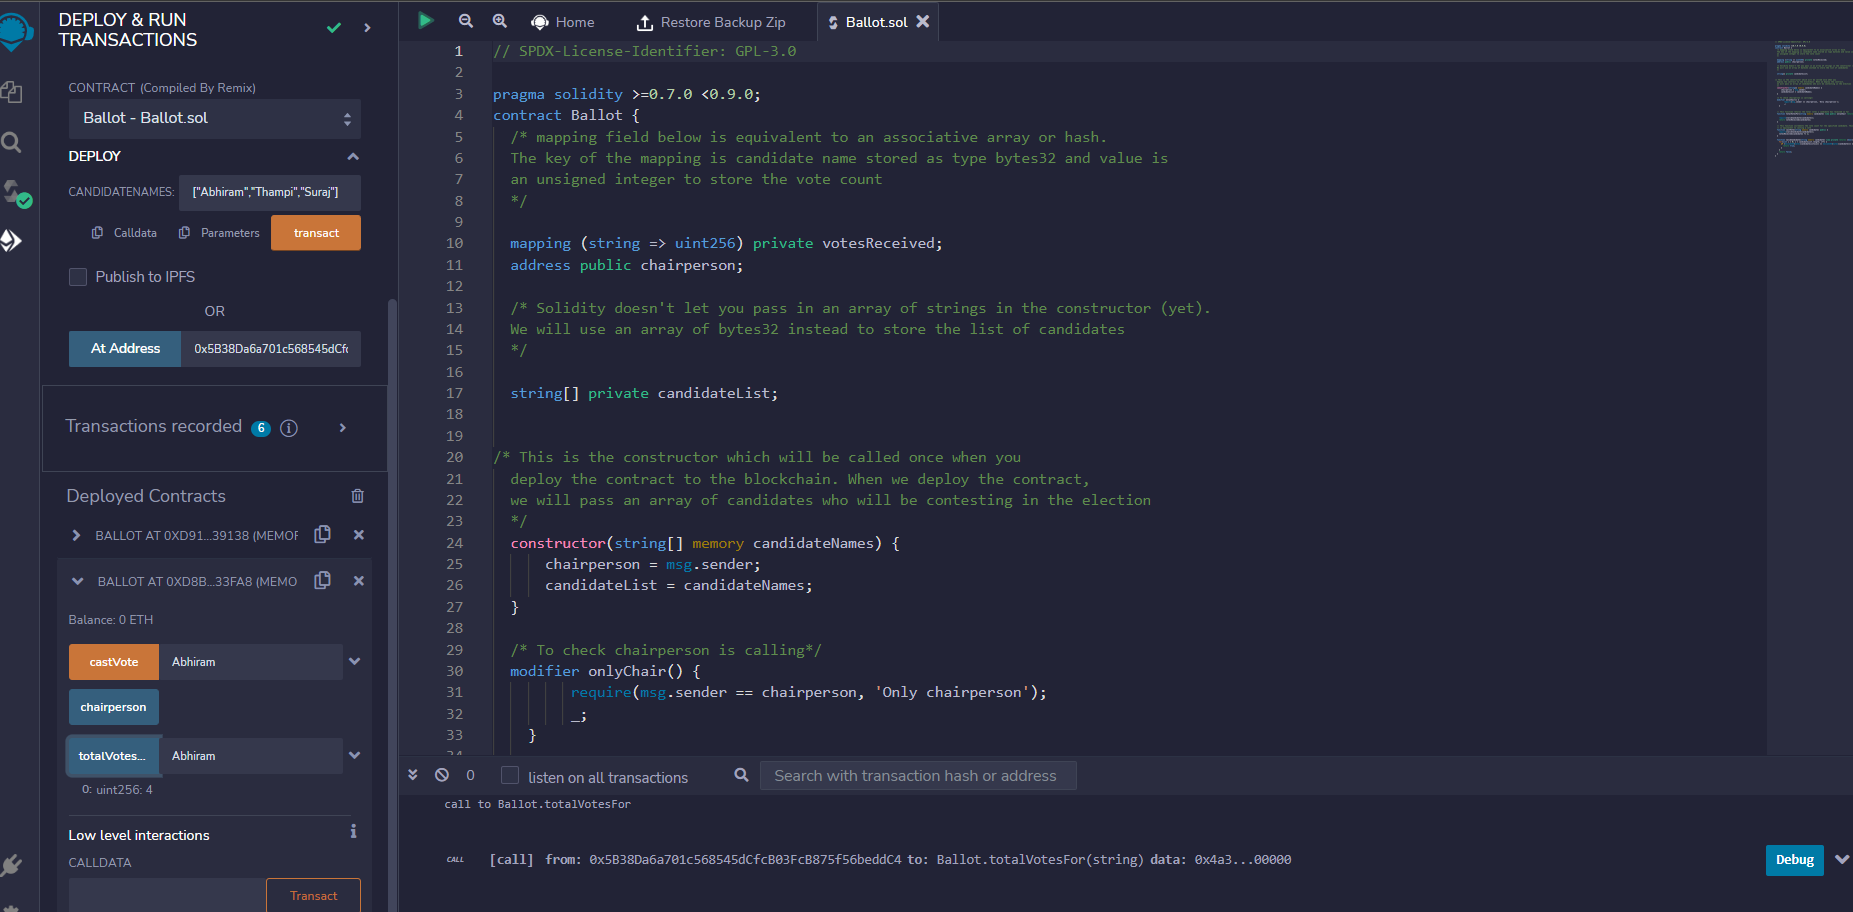 DEPLOY & RUN
TRANSACTIONS
CONTRACT (Compiled By Remix)
Ballot - Ballot.sol
DEPLOY
CANDIDATENAMES: ["Abhiram","Thampi","Suraj"]
Calldata Parameters transact
Publish to IPFS
OR
At Address 0x5B38Da6a701c568545dCfc
Transactions recorded 6
Deployed Contracts
BALLOT AT 0XD91...39138 (MEMOR
BALLOT AT 0XD8B...33FA8 (MEMO
Balance: 0 ETH
castVote Abhiram
chairperson
totalVotes... Abhiram
0: uint256: 4
Low level interactions
CALLDATA
Transact
Home Restore Backup Zip Ballot.sol
1 // SPDX-License-Identifier: GPL-3.0
2
3 pragma solidity >=0.7.0 <0.9.0;
4 contract Ballot {
5 /* mapping field below is equivalent to an associative array or hash.
6 The key of the mapping is candidate name stored as type bytes32 and value is
7 an unsigned integer to store the vote count
8 */
9
10 mapping (string => uint256) private votesReceived;
11 address public chairperson;
12
13 /* Solidity doesn't let you pass in an array of strings in the constructor (yet).
14 We will use an array of bytes32 instead to store the list of candidates
15 */
16
17 string[] private candidateList;
18
19
20 /* This is the constructor which will be called once when you
21 deploy the contract to the blockchain. When we deploy the contract,
22 we will pass an array of candidates who will be contesting in the election
23 */
24 constructor(string[] memory candidateNames) {
25 chairperson = msg.sender;
26 candidateList = candidateNames;
27 }
28
29 /* To check chairperson is calling*/
30 modifier onlyChair() {
31 require(msg.sender == chairperson, 'Only chairperson');
32 _;
33 }
34
0 listen on all transactions Search with transaction hash or address
call to Ballot.totalVotesFor
CALL [call] from: 0x5B38Da6a701c568545dCfcB03FcB875f56beddC4 to: Ballot.totalVotesFor(string) data: 0x4a3...00000
Debug